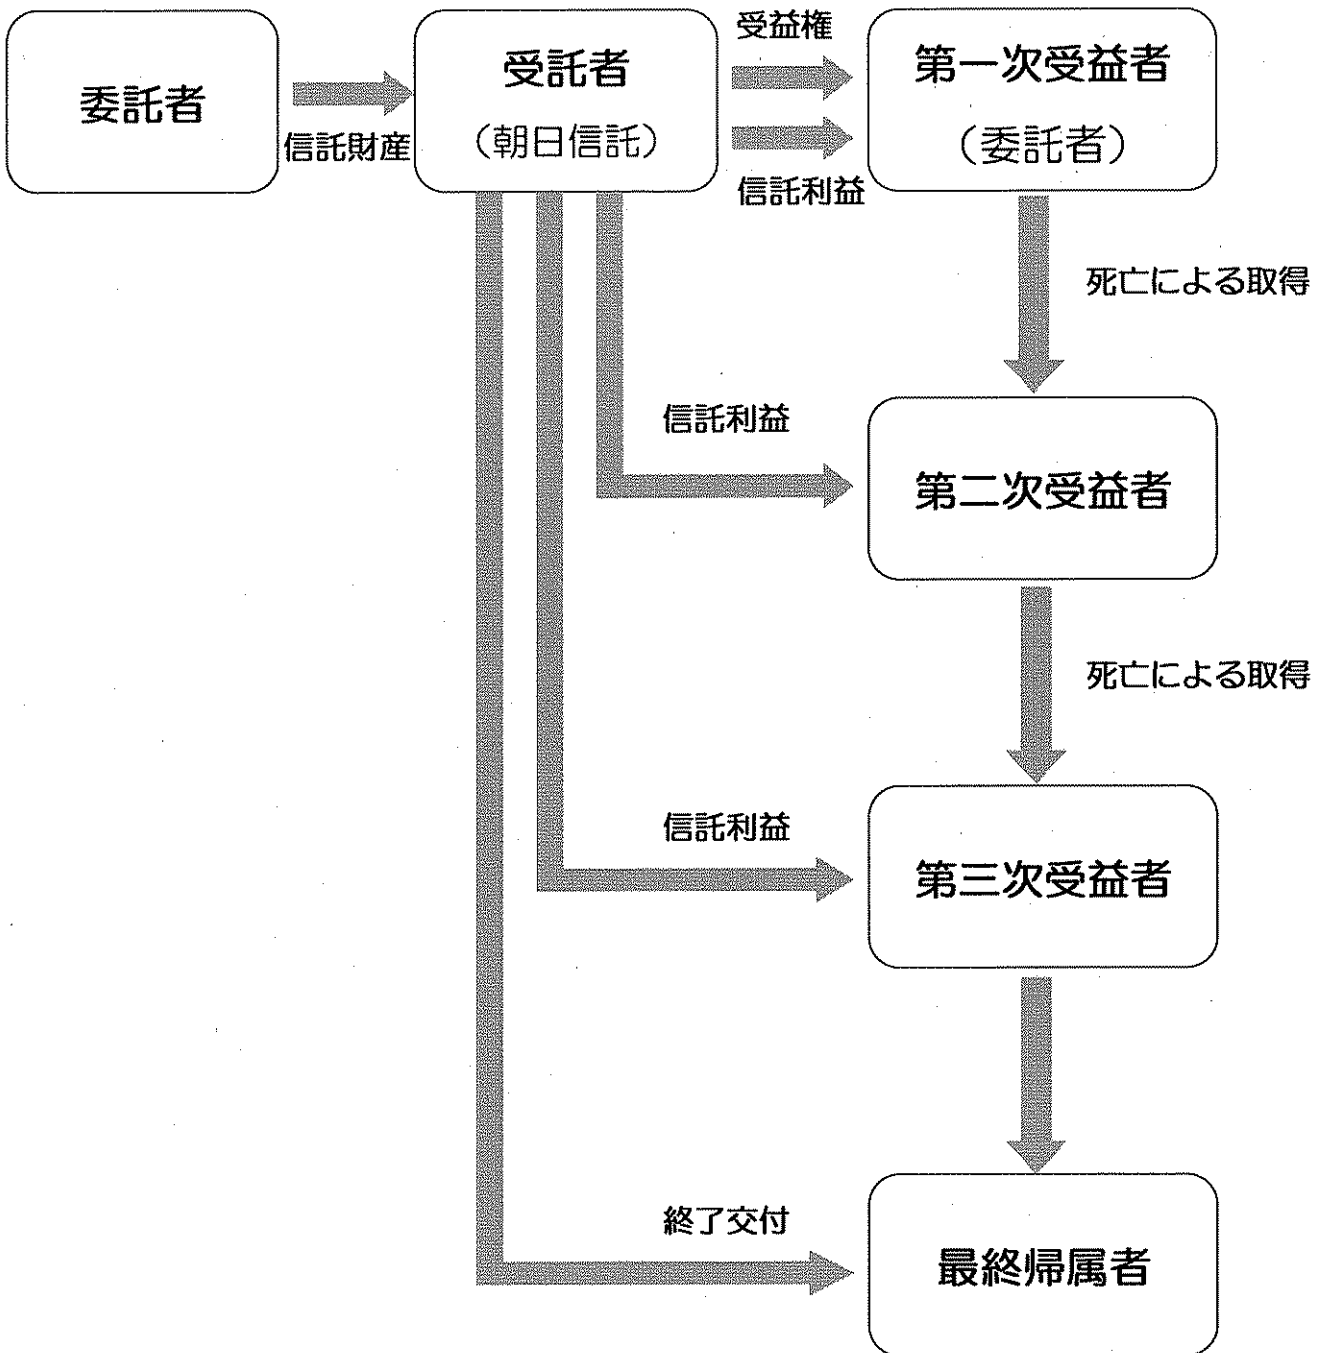 委託者
信託財産
受託者
（朝日信託）
受益権
信託利益
第一次受益者
（委託者）
死亡による取得
信託利益
第二次受益者
死亡による取得
信託利益
第三次受益者
終了交付
最終帰属者